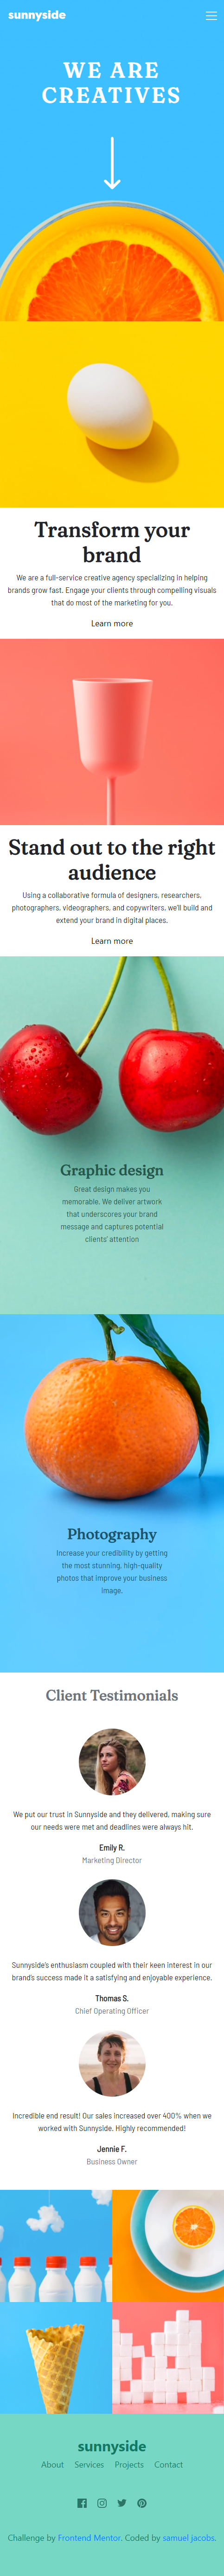 sunnyside
WE ARE
CREATIVES
Transform your
brand
We are a full-service creative agency specializing in helping
brands grow fast. Engage your clients through compelling visuals
that do most of the marketing for you.
Learn more
Stand out to the right
audience
Using a collaborative formula of designers, researchers,
photographers, videographers, and copywriters, we'll build and
extend your brand in digital places.
Learn more
Graphic design
Great design makes you
memorable. We deliver artwork
that underscores your brand
message and captures potential
clients' attention
Photography
Increase your credibility by getting
the most stunning, high-quality
photos that improve your business
image.
Client Testimonials
We put our trust in Sunnyside and they delivered, making sure
our needs were met and deadlines were always hit.
Emily R.
Marketing Director
Sunnyside's enthusiasm coupled with their keen interest in our
brand's success made it a satisfying and enjoyable experience.
Thomas S.
Chief Operating Officer
Incredible end result! Our sales increased over 400% when we
worked with Sunnyside. Highly recommended!
Jennie F.
Business Owner
sunnyside
About Services Projects Contact
Challenge by Frontend Mentor. Coded by samuel jacobs.